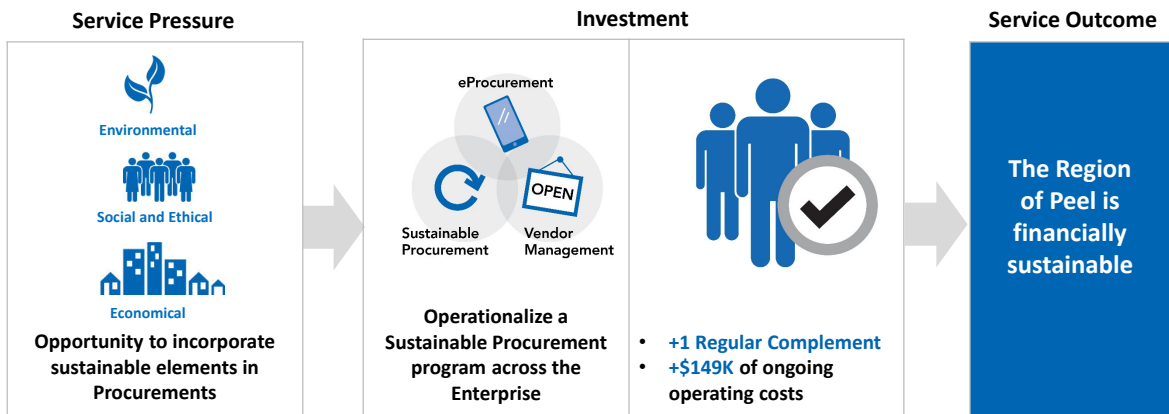 Service Pressure
Environmental
Social and Ethical
Economical
Opportunity to incorporate
sustainable elements in
Procurements
Investment
eProcurement
OPEN
Sustainable
Procurement
Vendor
Management
Operationalize a
Sustainable Procurement
program across the
Enterprise
• +1 Regular Complement
• +$149K of ongoing
operating costs
Service Outcome
The Region
of Peel is
financially
sustainable